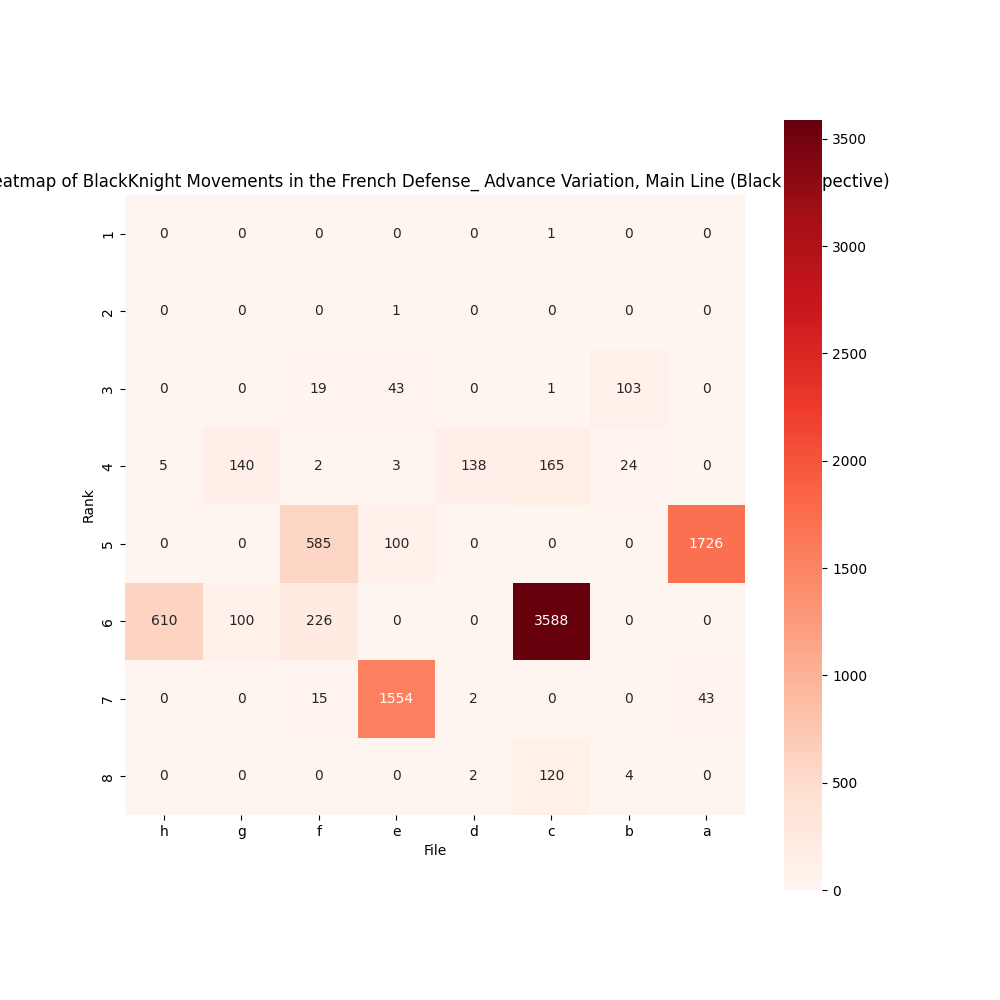 eatmap of BlackKnight Movements in the French Defense_ Advance Variation, Main Line (Black Perspective)
1 0 0 0 0 0 1 0 0
2 0 0 0 1 0 0 0 0
3 0 0 19 43 0 1 103 0
4 5 140 2 3 138 165 24 0
Rank
5 0 0 585 100 0 0 0 1726
6 610 100 226 0 0 3588 0 0
7 0 0 15 1554 2 0 0 43
8 0 0 0 0 2 120 4 0
h g f e d c b a
File
3500
3000
2500
2000
1500
1000
500
0